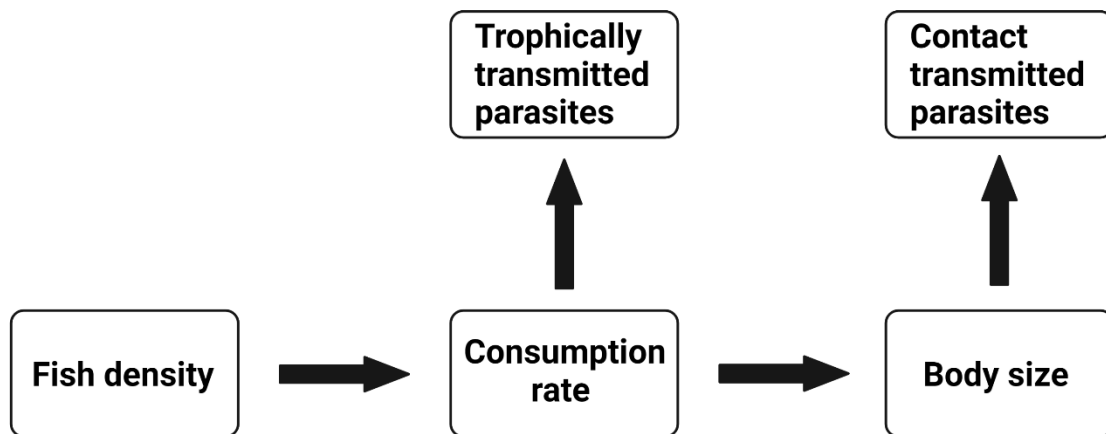 Trophically
transmitted
parasites
Contact
transmitted
parasites
Fish density
Consumption
rate
Body size